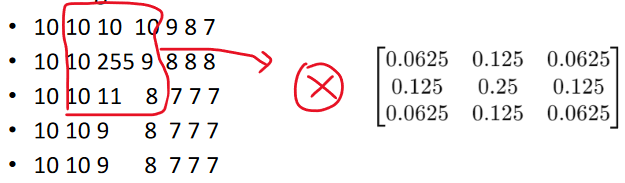 • 10 10 10 10 9 8 7
• 10 10 255 9 8 8 8
• 10 10 11 8 7 7 7
• 10 10 9 8 7 7 7
• 10 10 9 8 7 7 7
0.0625 0.125 0.0625
0.125 0.25 0.125
0.0625 0.125 0.0625